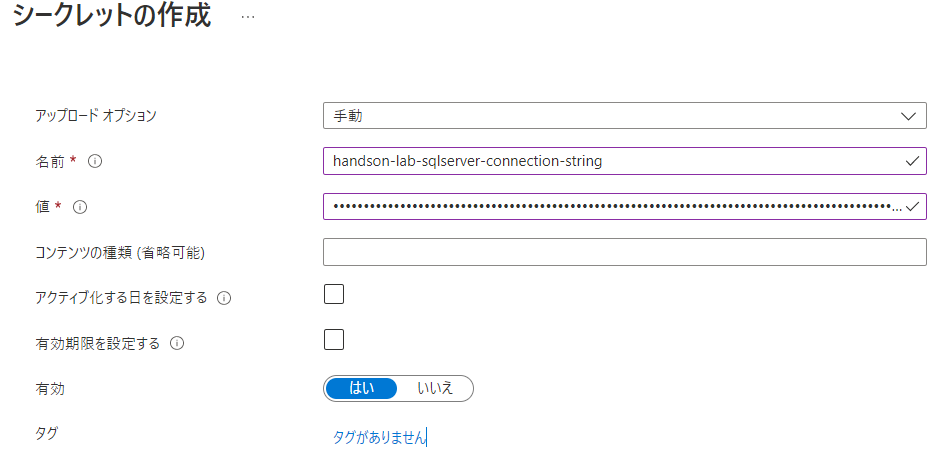 シークレットの作成 ...
アップロード オプション 手動
名前 * handson-lab-sqlserver-connection-string
値 * ••••••••••••••••••••••••••••••••••••••••••••••••••••••••••••••••••••••••••••••••••••••••••...
コンテンツの種類 (省略可能)
アクティブ化する日を設定する
有効期限を設定する
有効 はい いいえ
タグ タグがありません